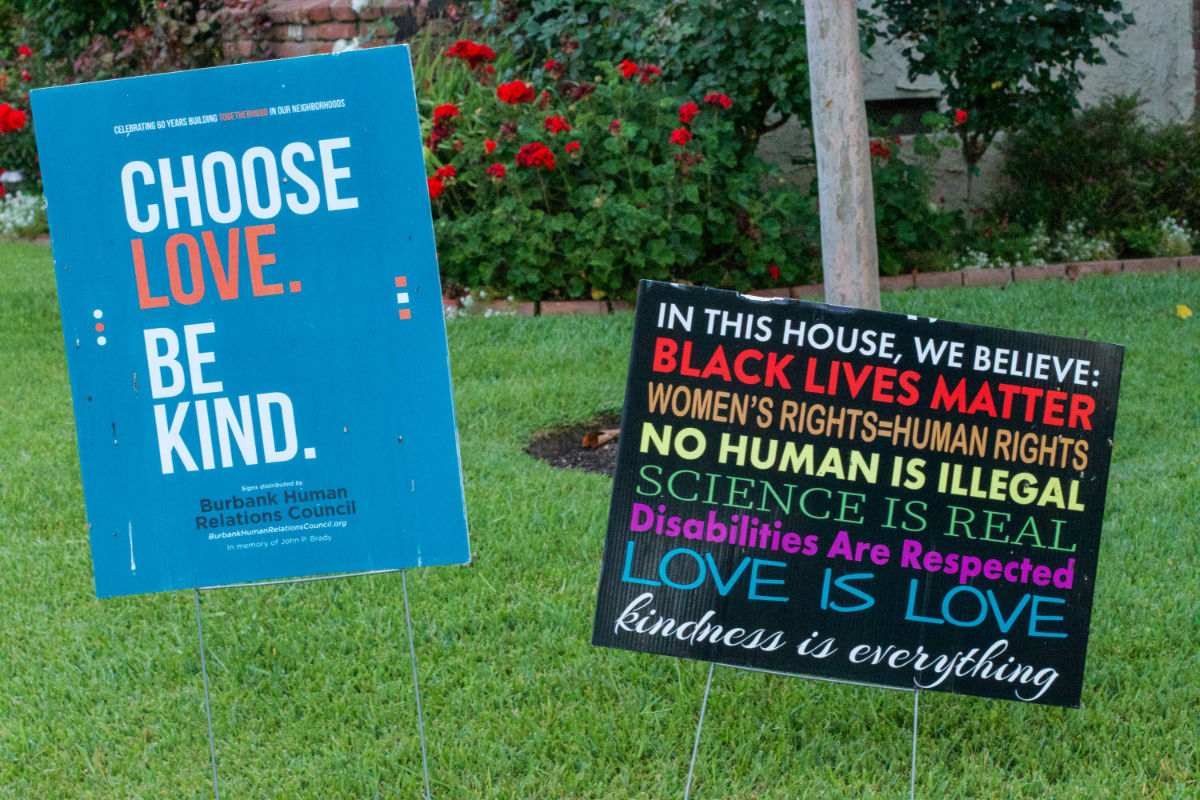 CELEBRATING 60 YEARS BUILDING TOGETHERHOOD IN OUR NEIGHBORHOODS
CHOOSE
LOVE.
BE
KIND.
Signs distributed by
Burbank Human
Relations Council
BurbankHumanRelationsCouncil.org
In memory of John P. Brady
IN THIS HOUSE, WE BELIEVE:
BLACK LIVES MATTER
WOMEN'S RIGHTS=HUMAN RIGHTS
NO HUMAN IS ILLEGAL
SCIENCE IS REAL
Disabilities Are Respected
LOVE IS LOVE
kindness is everything